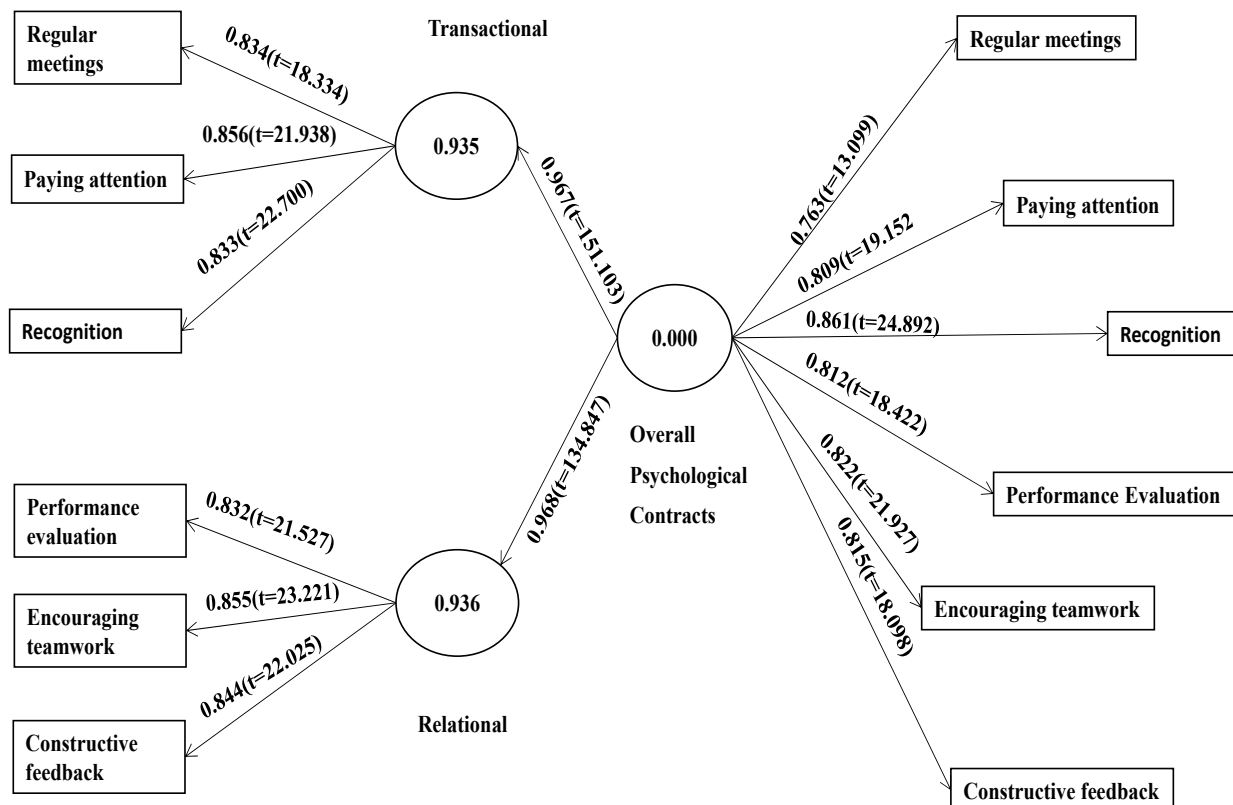 Transactional
Regular
meetings
Paying attention
Recognition
0.834(t=18.334)
0.856(t=21.938)
0.833(t=22.700)
0.935
0.967(t=151.103)
0.968(t=134.847)
0.000
Overall
Psychological
Contracts
Performance
evaluation
Encouraging
teamwork
Constructive
feedback
0.832(t=21.527)
0.855(t=23.221)
0.844(t=22.025)
0.936
Relational
0.763(t=13.099)
0.809(t=19.152
0.861(t=24.892)
0.812(t=18.422)
0.822(t=21.927)
0.815(t=18.098)
Regular meetings
Paying attention
Recognition
Performance Evaluation
Encouraging teamwork
Constructive feedback